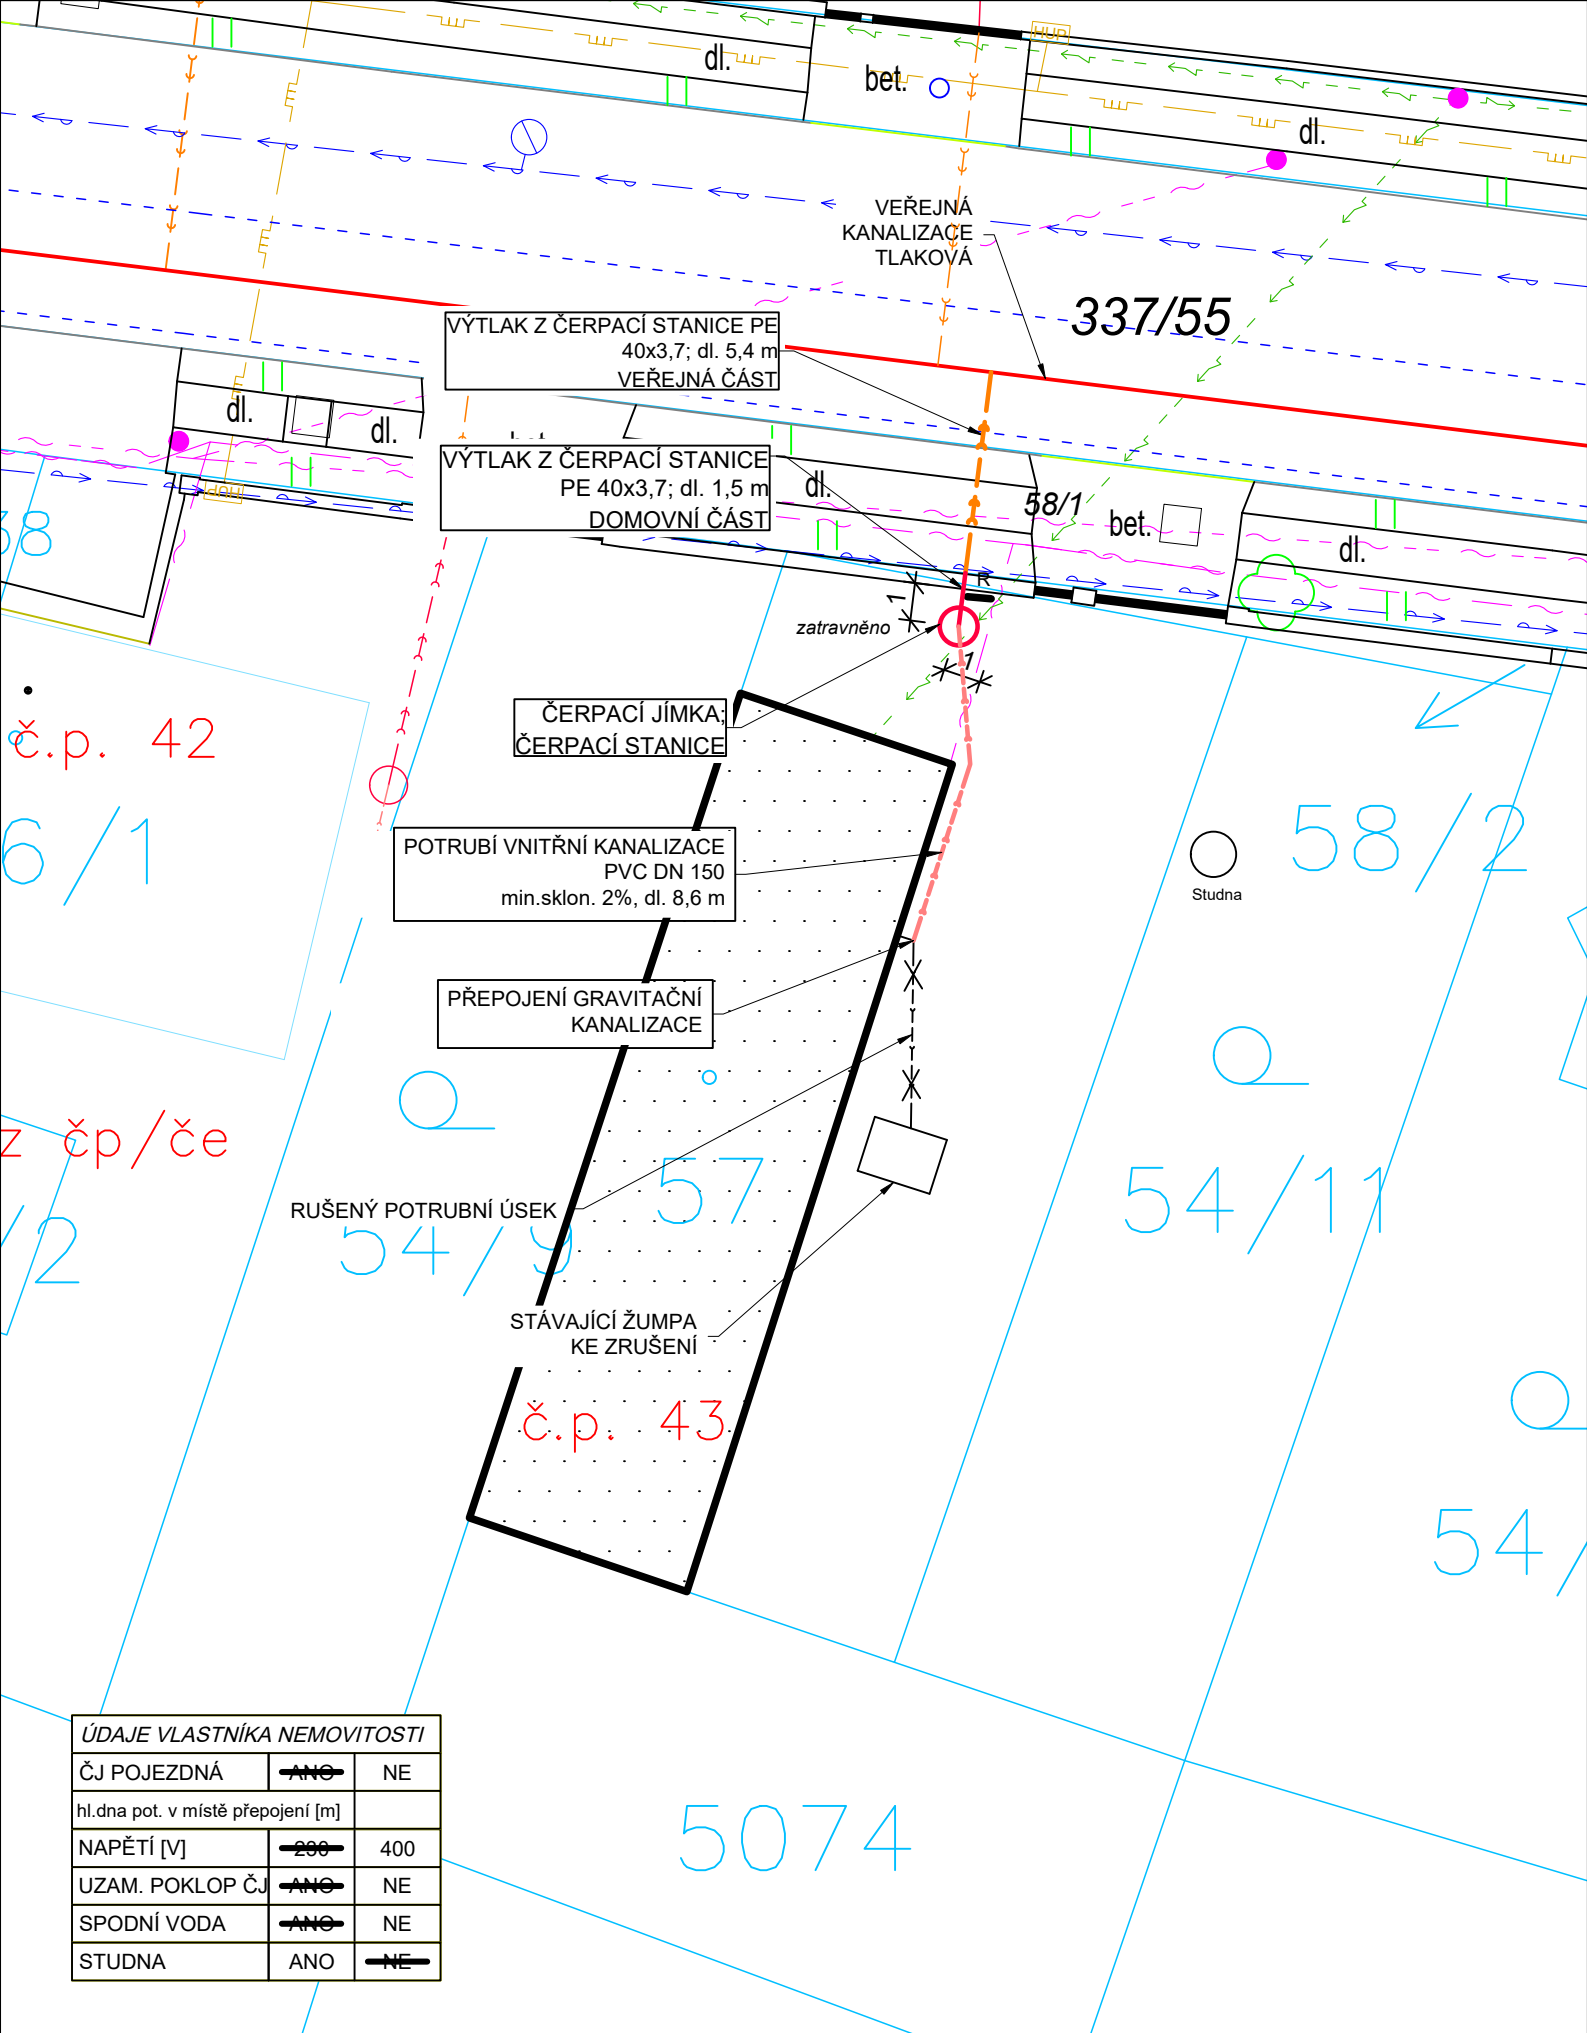 HUP
dl.
bet.
dl.
VEŘEJNÁ
KANALIZACE
TLAKOVÁ
337/55
VÝTLAK Z ČERPACÍ STANICE PE
40x3,7; dl. 5,4 m
VEŘEJNÁ ČÁST
dl.
dl.
VÝTLAK Z ČERPACÍ STANICE
PE 40x3,7; dl. 1,5 m
DOMOVNÍ ČÁST
dl.
58/1
bet.
dl.
HUP
38
R
1
zatravněno
1
ČERPACÍ JÍMKA;
ČERPACÍ STANICE
č.p. 42
6/1
58/2
POTRUBÍ VNITŘNÍ KANALIZACE
PVC DN 150
min.sklon. 2%, dl. 8,6 m
Studna
PŘEPOJENÍ GRAVITAČNÍ
KANALIZACE
z čp/če
57
54/11
RUŠENÝ POTRUBNÍ ÚSEK
54/9
/2
STÁVAJÍCÍ ŽUMPA
KE ZRUŠENÍ
č.p. 43
54/
ÚDAJE VLASTNÍKA NEMOVITOSTI
ČJ POJEZDNÁ ANO NE
hl.dna pot. v místě přepojení [m]
NAPĚTÍ [V] 230 400
UZAM. POKLOP ČJ ANO NE
SPODNÍ VODA ANO NE
STUDNA ANO NE
5074